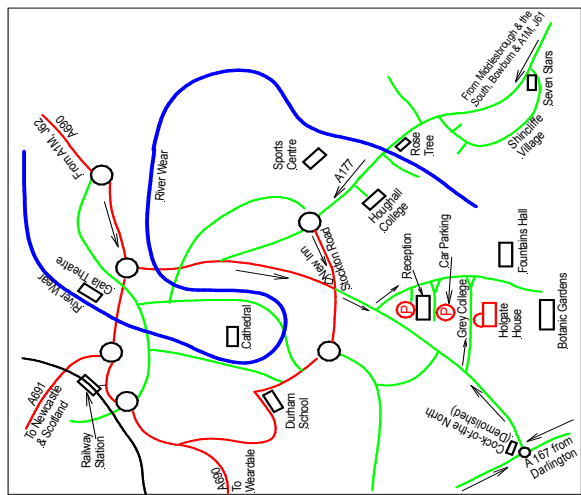 From Middlesbrough & the
South, Bowburn & A1M, J61
Seven Stars
Shincliffe
Village
Rose
Tree
A177
Houghall
College
Sports
Centre
River Wear
A690
From A1M, J62
Gala Theatre
River Wear
New Inn
Stockton Road
Reception
Car Parking
Fountains Hall
P
P
Grey College
Holgate
House
Botanic Gardens
Cathedral
Durham
School
A691
To Newcastle
& Scotland
Railway
Station
A690
To
Weardale
Cock-of-the North
(Demolished)
A 167 from
Darlington